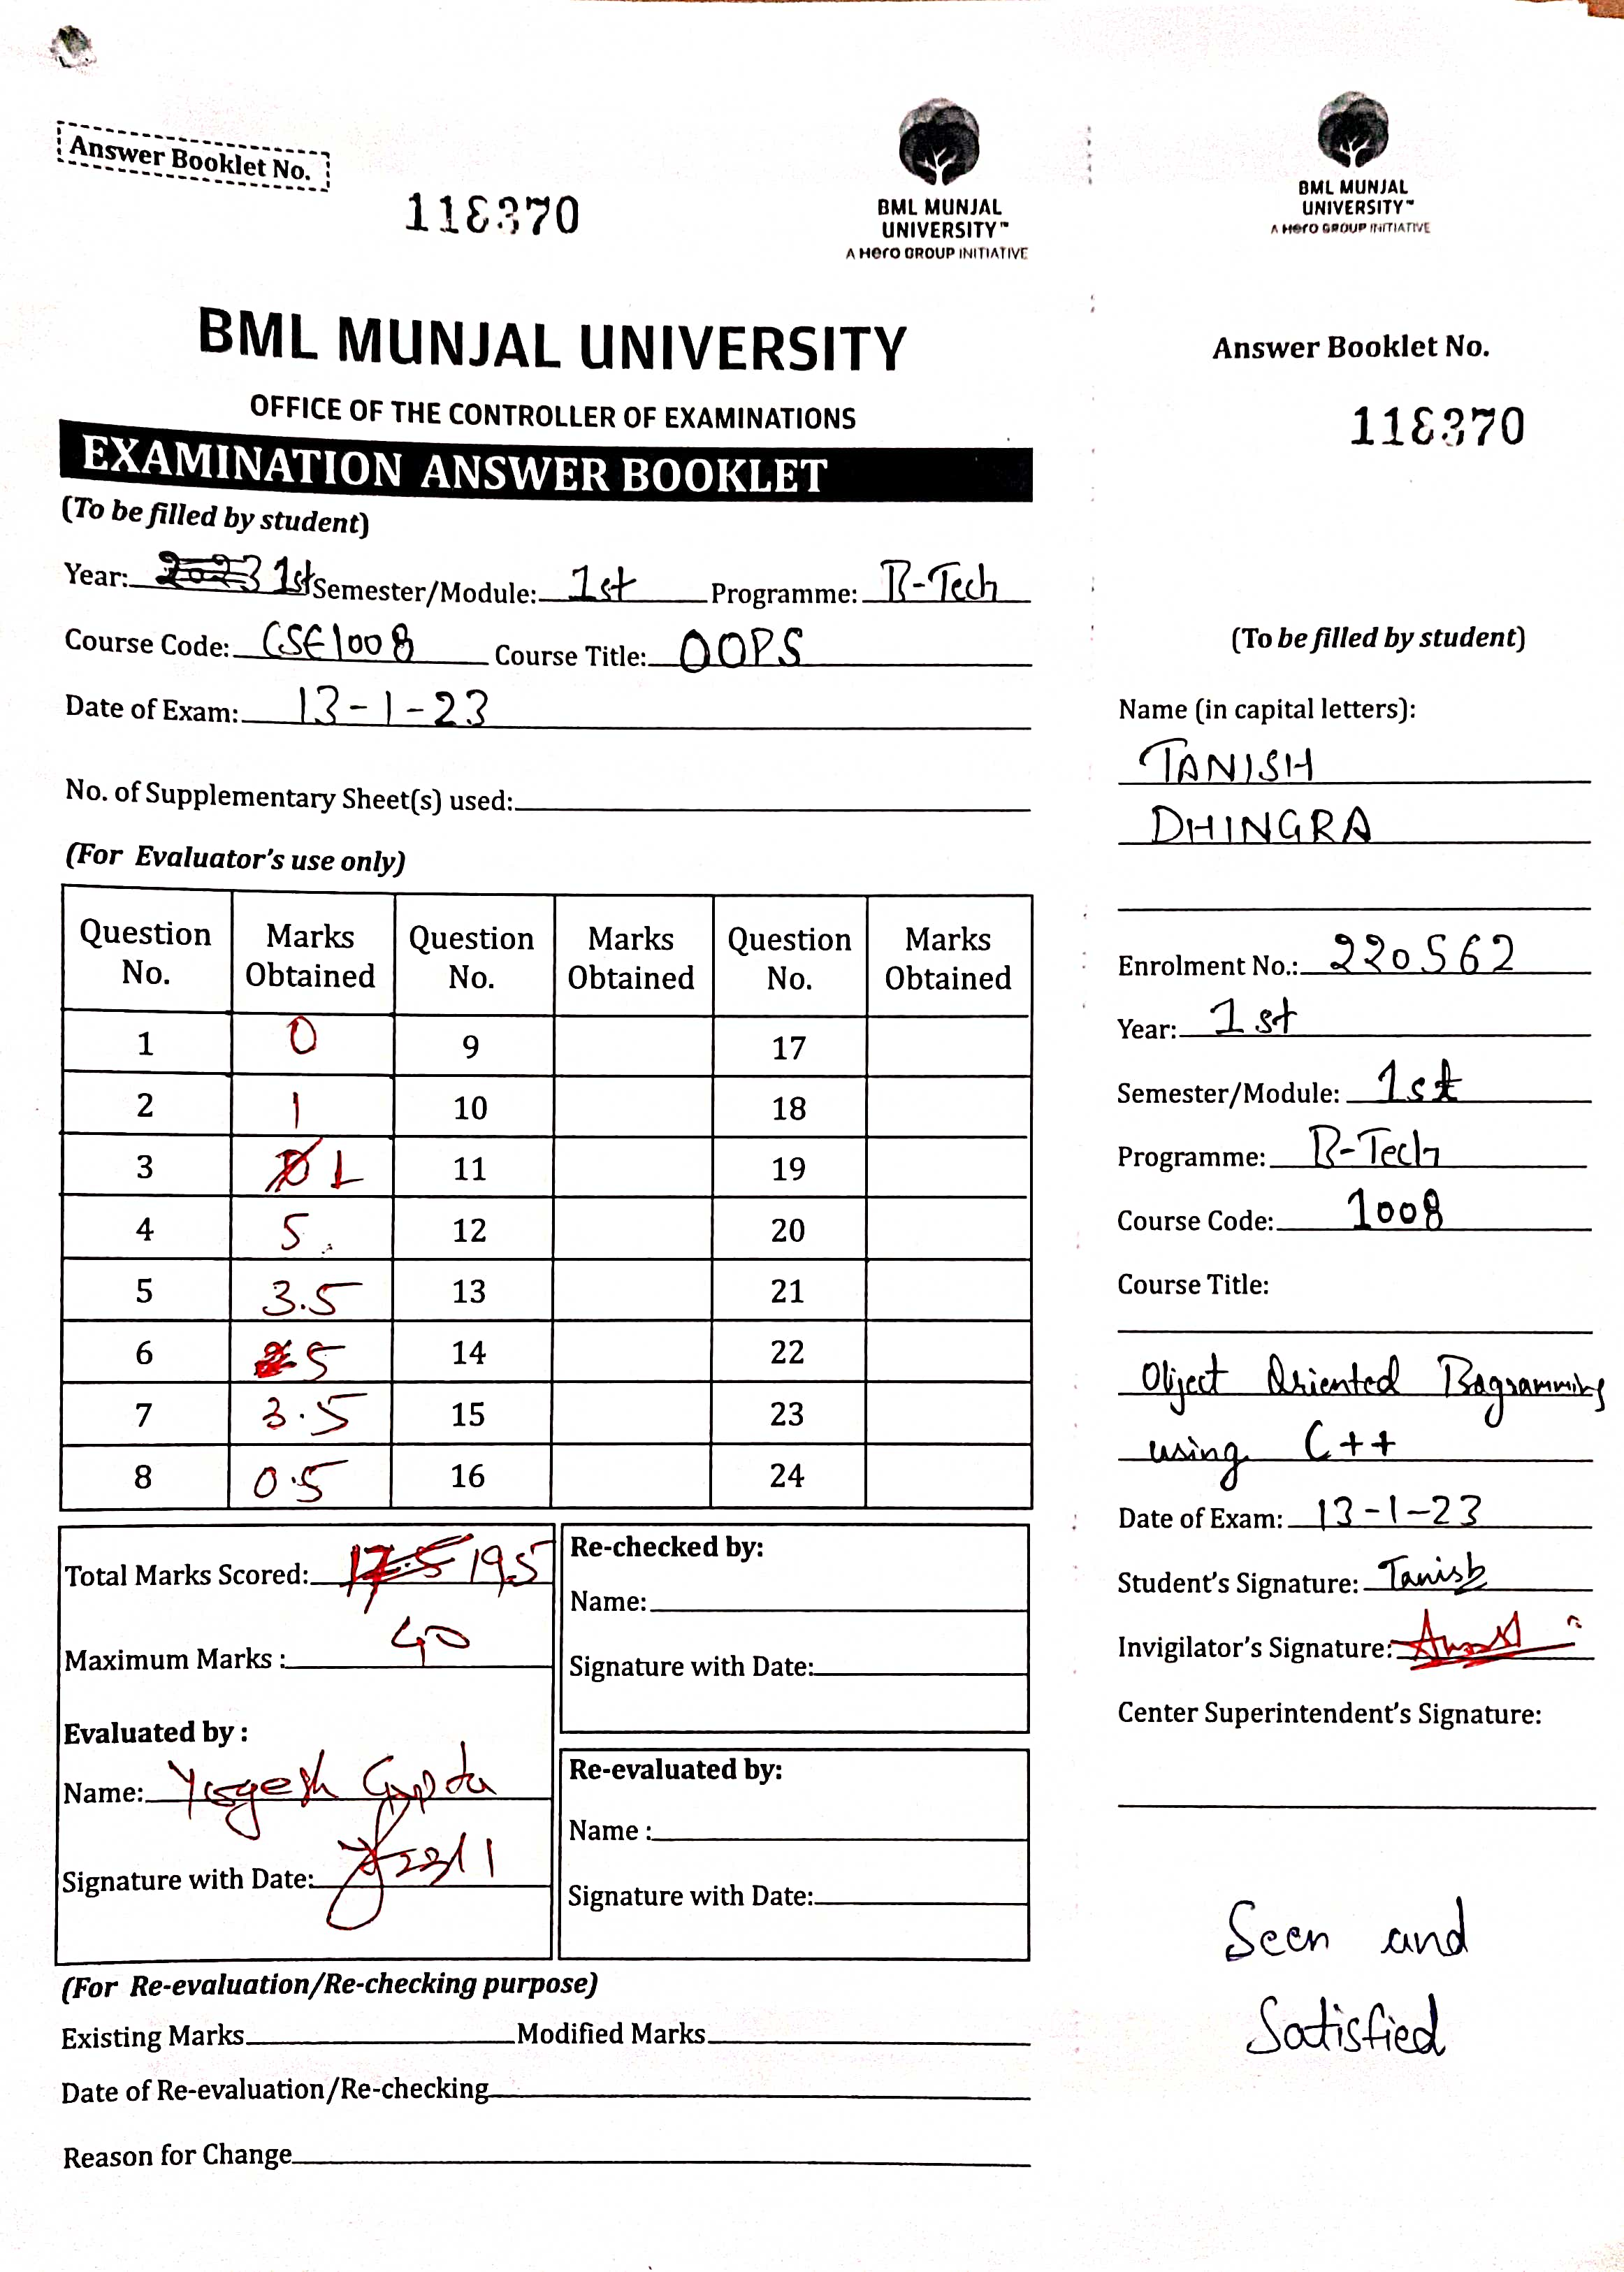 Answer Booklet No.
118370
BML MUNJAL
UNIVERSITY™
A Hero GROUP INITIATIVE
BML MUNJAL UNIVERSITY
OFFICE OF THE CONTROLLER OF EXAMINATIONS
EXAMINATION ANSWER BOOKLET
(To be filled by student)
Year: 2023 1st Semester/Module: 1st Programme: B-Tech
Course Code: CSE1008 Course Title: OOPS
Date of Exam: 13-1-23
No. of Supplementary Sheet(s) used:
(For Evaluator's use only)
Question No. Marks Obtained Question No. Marks Obtained Question No. Marks Obtained
1 0 9 17
2 1 10 18
3 1 11 19
4 5 12 20
5 3.5 13 21
6 5 14 22
7 3.5 15 23
8 0.5 16 24
Total Marks Scored: 17.5 19.5
Maximum Marks : 40
Evaluated by :
Name: Yogesh Gupta
Signature with Date:
Re-checked by:
Name:
Signature with Date:
Re-evaluated by:
Name :
Signature with Date:
(For Re-evaluation/Re-checking purpose)
Existing Marks Modified Marks
Date of Re-evaluation/Re-checking
Reason for Change
BML MUNJAL
UNIVERSITY™
A Hero GROUP INITIATIVE
Answer Booklet No.
118370
(To be filled by student)
Name (in capital letters):
TANISH
DHINGRA
Enrolment No.: 220562
Year: 1st
Semester/Module: 1st
Programme: B-Tech
Course Code: 1008
Course Title:
Object Oriented Programming
using C++
Date of Exam: 13-1-23
Student's Signature: Tanish
Invigilator's Signature:
Center Superintendent's Signature:
Seen and
Satisfied